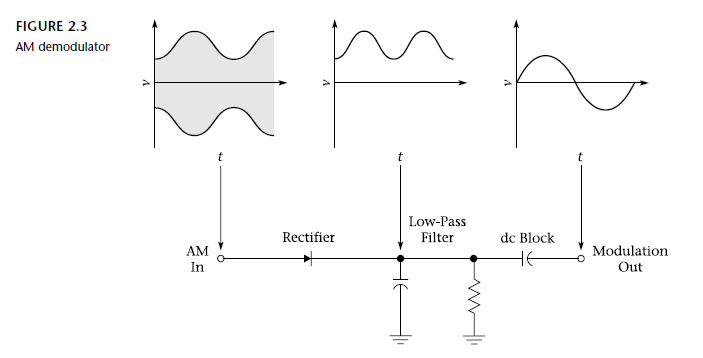 FIGURE 2.3
AM demodulator
v
v
v
t
t
t
Low-Pass
Filter
Rectifier
dc Block
AM
In
Modulation
Out